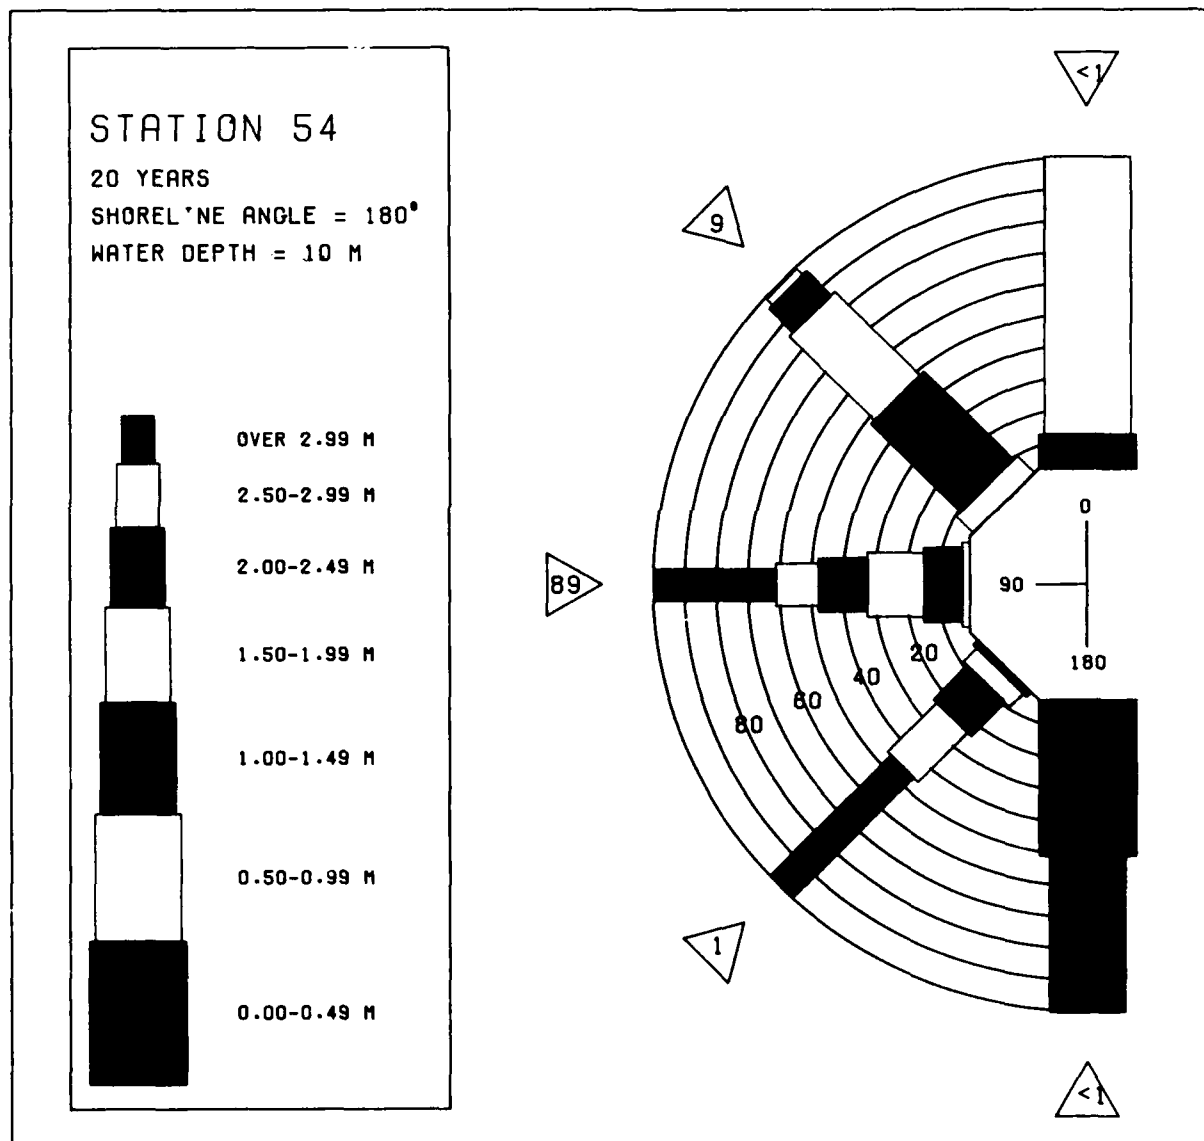 STATION 54
20 YEARS
SHOREL'NE ANGLE = 180°
WATER DEPTH = 10 M
OVER 2.99 M
2.50-2.99 M
2.00-2.49 M
1.50-1.99 M
1.00-1.49 M
0.50-0.99 M
0.00-0.49 M
<1
9
89
1
<1
0
90
180
20
40
60
80